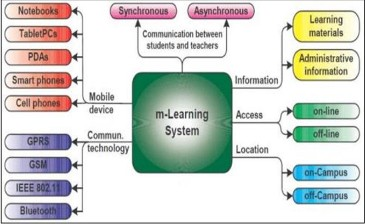 Notebooks
TabletPCs
PDAs
Smart phones
Cell phones
Mobile
device
GPRS
GSM
IEEE 802.11
Bluetooth
Commun.
technology
Synchronous
Asynchronous
Communication between
students and teachers
m-Learning
System
Information
Learning
materials
Administrative
information
Access
on-line
off-line
Location
on-Campus
off-Campus